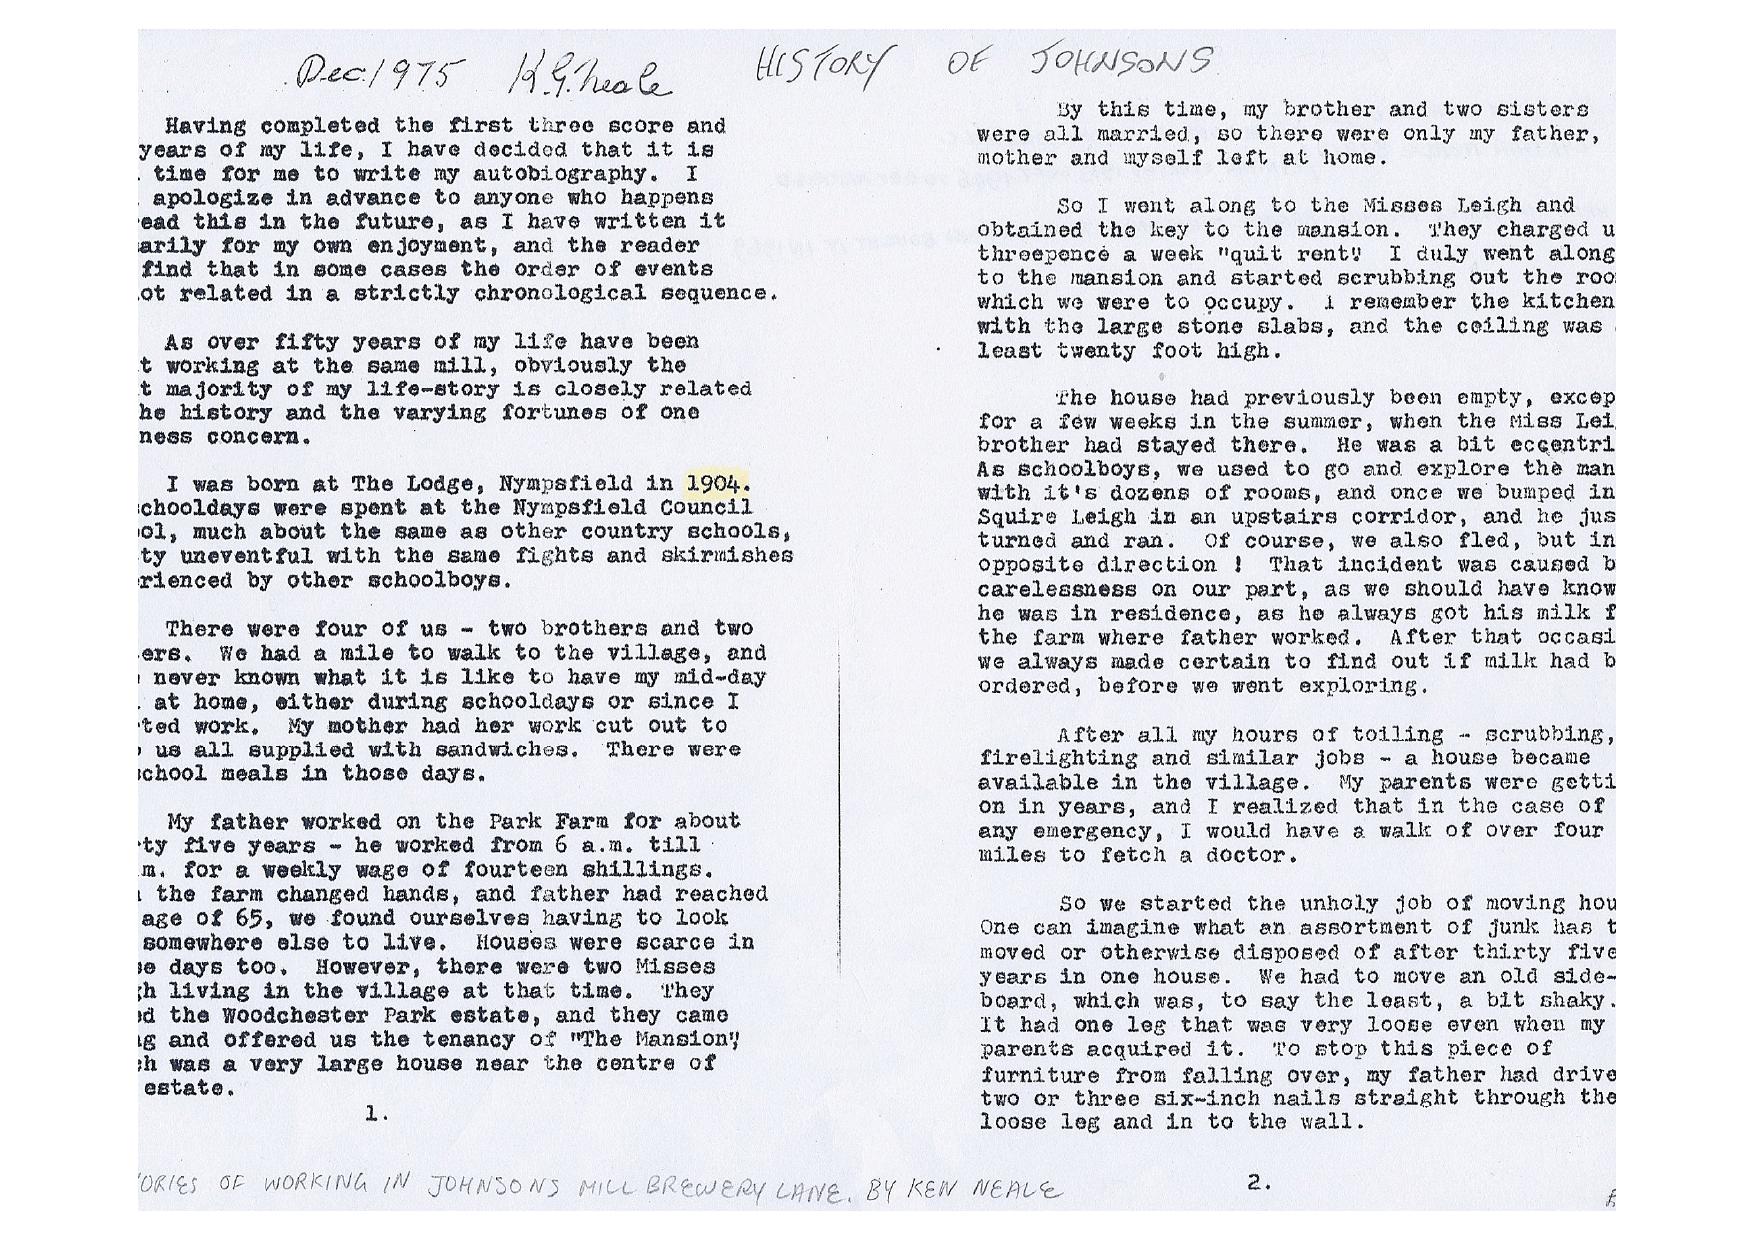 Dec 1975 K.G.Neale HISTORY OF JOHNSONS
Having completed the first three score and
years of my life, I have decided that it is
time for me to write my autobiography. I
apologize in advance to anyone who happens
ead this in the future, as I have written it
arily for my own enjoyment, and the reader
find that in some cases the order of events
ot related in a strictly chronological sequence.
As over fifty years of my life have been
t working at the same mill, obviously the
t majority of my life-story is closely related
he history and the varying fortunes of one
ness concern.
I was born at The Lodge, Nympsfield in 1904.
chooldays were spent at the Nympsfield Council
ol, much about the same as other country schools,
ty uneventful with the same fights and skirmishes
rienced by other schoolboys.
There were four of us - two brothers and two
ers. We had a mile to walk to the village, and
never known what it is like to have my mid-day
at home, either during schooldays or since I
ted work. My mother had her work cut out to
us all supplied with sandwiches. There were
school meals in those days.
My father worked on the Park Farm for about
ty five years - he worked from 6 a.m. till
m. for a weekly wage of fourteen shillings.
the farm changed hands, and father had reached
age of 65, we found ourselves having to look
somewhere else to live. Houses were scarce in
e days too. However, there were two Misses
gh living in the village at that time. They
ed the Woodchester Park estate, and they came
g and offered us the tenancy of "The Mansion",
ch was a very large house near the centre of
estate.
1.
By this time, my brother and two sisters
were all married, so there were only my father,
mother and myself left at home.
So I went along to the Misses Leigh and
obtained the key to the mansion. They charged u
threepence a week "quit rent". I duly went along
to the mansion and started scrubbing out the roo
which we were to occupy. I remember the kitchen
with the large stone slabs, and the ceiling was
least twenty foot high.
The house had previously been empty, excep
for a few weeks in the summer, when the Miss Lei
brother had stayed there. He was a bit eccentri
As schoolboys, we used to go and explore the man
with it's dozens of rooms, and once we bumped in
Squire Leigh in an upstairs corridor, and he jus
turned and ran. Of course, we also fled, but in
opposite direction ! That incident was caused b
carelessness on our part, as we should have know
he was in residence, as he always got his milk f
the farm where father worked. After that occasi
we always made certain to find out if milk had b
ordered, before we went exploring.
After all my hours of toiling - scrubbing,
firelighting and similar jobs - a house became
available in the village. My parents were getti
on in years, and I realized that in the case of
any emergency, I would have a walk of over four
miles to fetch a doctor.
So we started the unholy job of moving hou
One can imagine what an assortment of junk has t
moved or otherwise disposed of after thirty five
years in one house. We had to move an old side-
board, which was, to say the least, a bit shaky.
It had one leg that was very loose even when my
parents acquired it. To stop this piece of
furniture from falling over, my father had drive
two or three six-inch nails straight through the
loose leg and in to the wall.
2.
ORIES OF WORKING IN JOHNSONS MILL BREWERY LANE. BY KEN NEALE